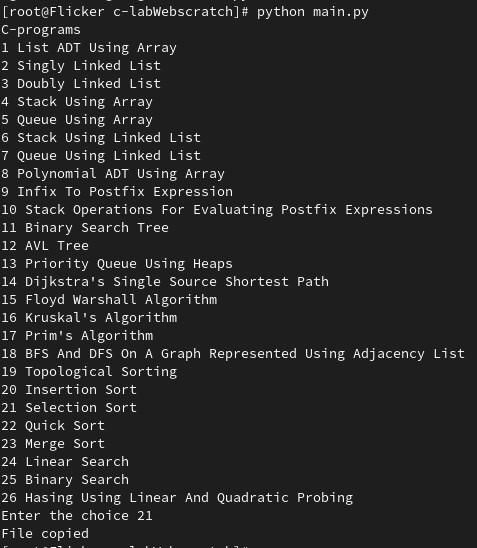 [root@Flicker c-labWebscratch]# python main.py
C-programs
1 List ADT Using Array
2 Singly Linked List
3 Doubly Linked List
4 Stack Using Array
5 Queue Using Array
6 Stack Using Linked List
7 Queue Using Linked List
8 Polynomial ADT Using Array
9 Infix To Postfix Expression
10 Stack Operations For Evaluating Postfix Expressions
11 Binary Search Tree
12 AVL Tree
13 Priority Queue Using Heaps
14 Dijkstra's Single Source Shortest Path
15 Floyd Warshall Algorithm
16 Kruskal's Algorithm
17 Prim's Algorithm
18 BFS And DFS On A Graph Represented Using Adjacency List
19 Topological Sorting
20 Insertion Sort
21 Selection Sort
22 Quick Sort
23 Merge Sort
24 Linear Search
25 Binary Search
26 Hasing Using Linear And Quadratic Probing
Enter the choice 21
File copied